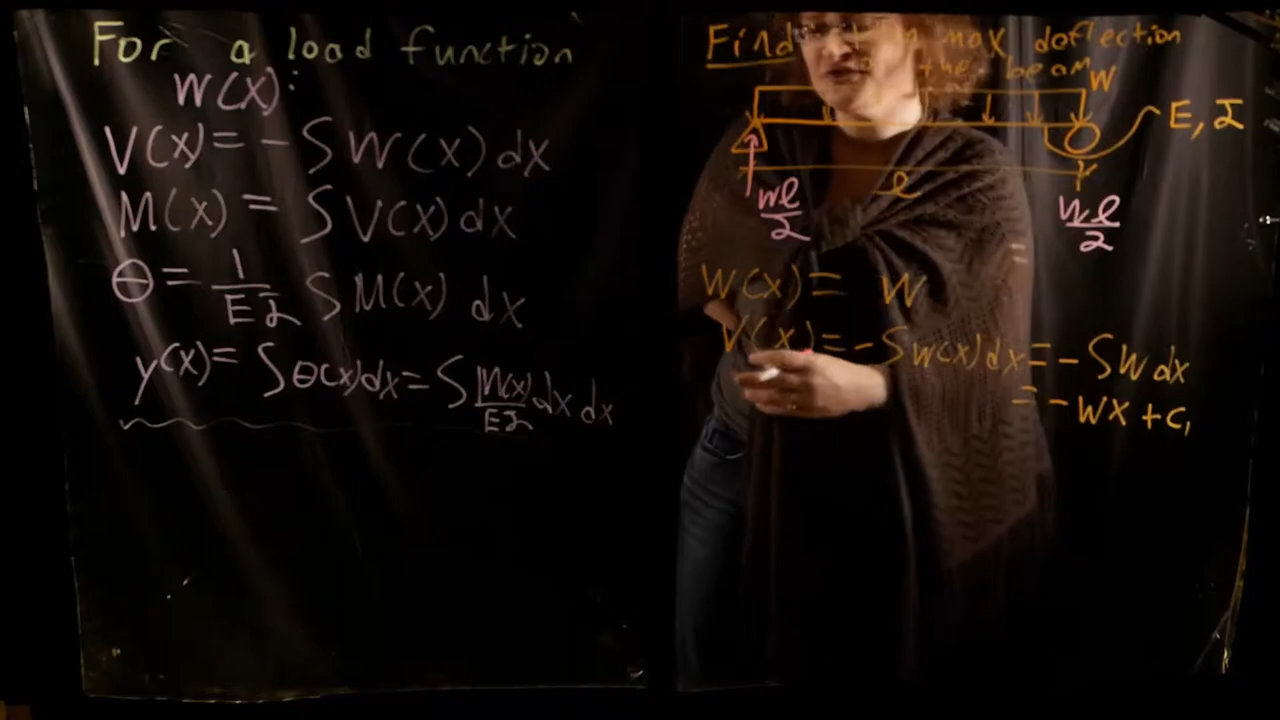 For a load function
W(x):
V(x) = -∫W(x) dx
M(x) = ∫V(x) dx
θ = 1/EI ∫M(x) dx
y(x) = ∫θ(x)dx = ∫M(x)/EI dx dx
Find max deflection
the beam
W
E, I
l
wl/2
wl/2
W(x) = W
V(x) = -∫w(x)dx = -∫W dx
= -Wx + C₁